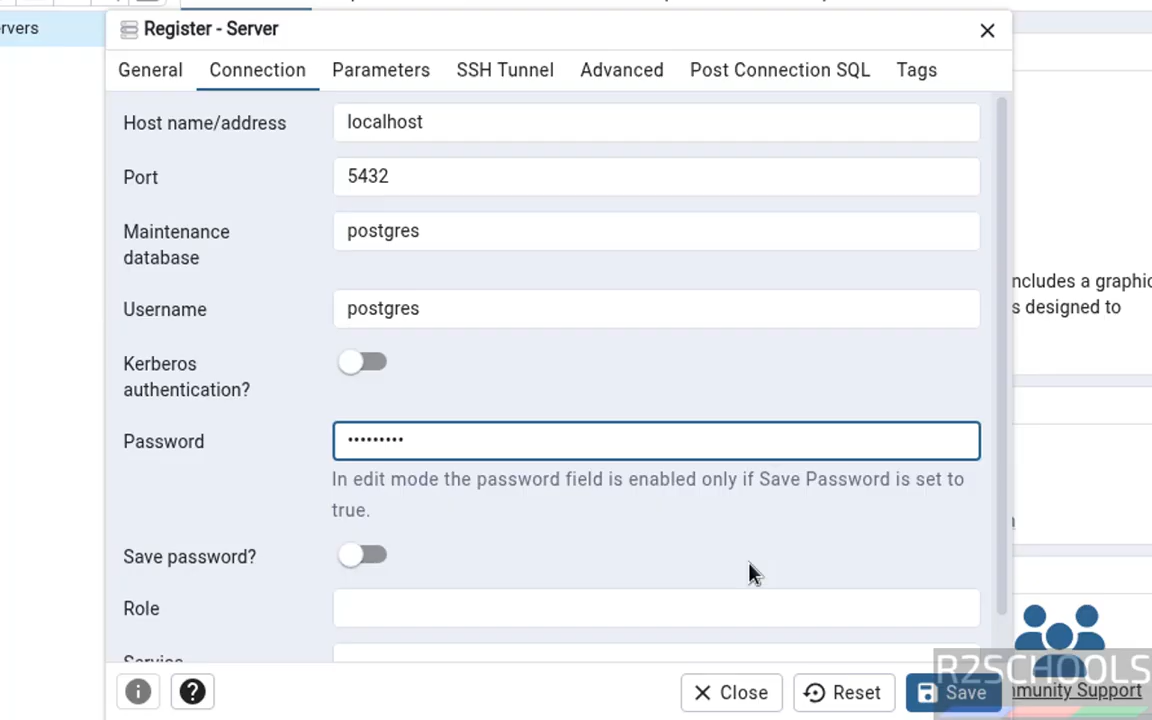 rvers
Register - Server
General Connection Parameters SSH Tunnel Advanced Post Connection SQL Tags
Host name/address localhost
Port 5432
Maintenance database postgres
Username postgres
Kerberos authentication?
Password •••••••••
In edit mode the password field is enabled only if Save Password is set to
true.
Save password?
Role
Service
ncludes a graphic
s designed to
Close Reset Save
R2SCHOOLS
mmunity Support